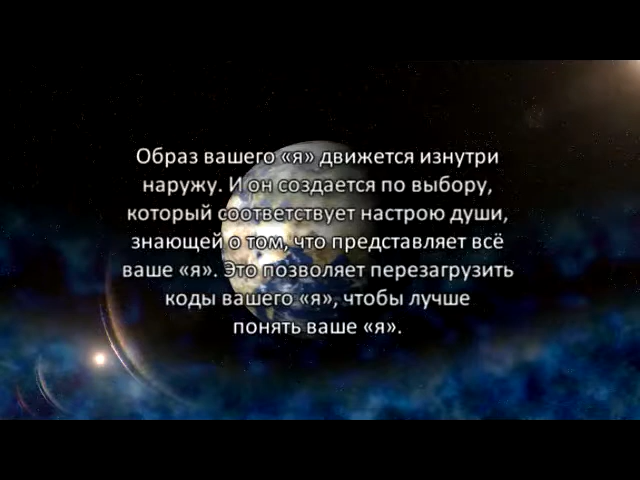 Образ вашего «я» движется изнутри
наружу. И он создается по выбору,
который соответствует настрою души,
знающей о том, что представляет всё
ваше «я». Это позволяет перезагрузить
коды вашего «я», чтобы лучше
понять ваше «я».